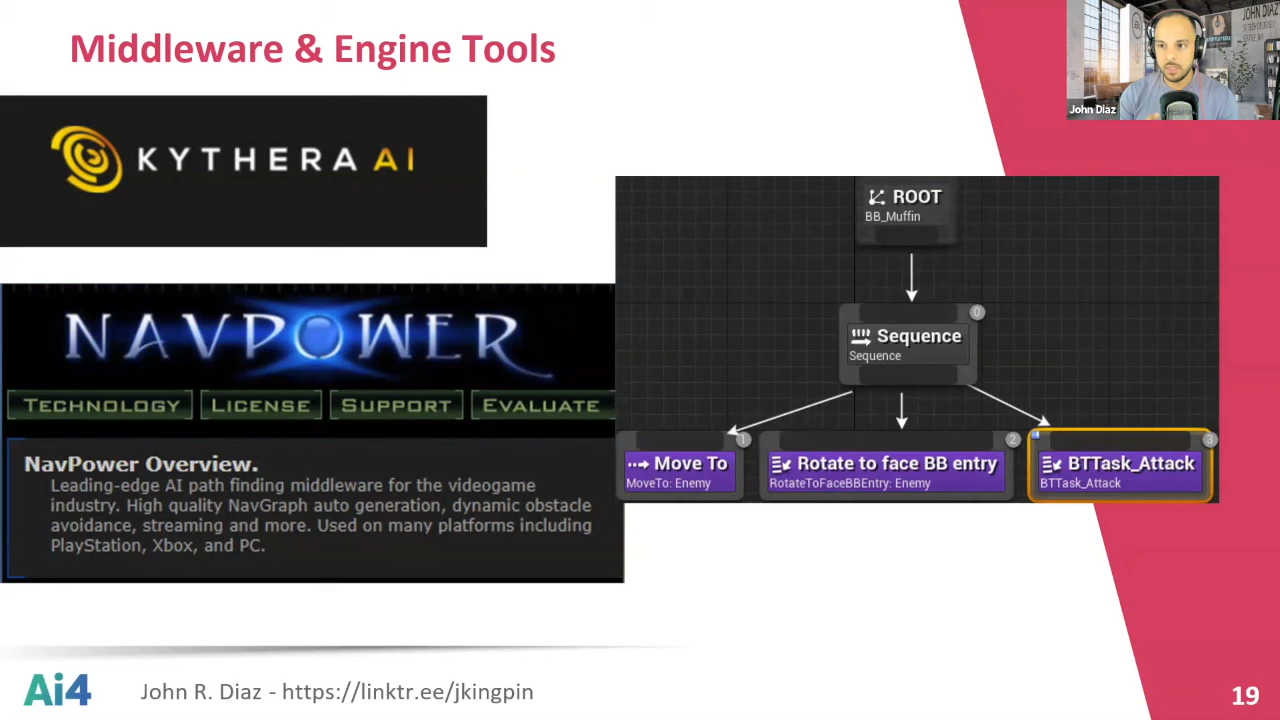 Middleware & Engine Tools
John Diaz
KYTHERA AI
NAVPOWER
TECHNOLOGY
LICENSE
SUPPORT
EVALUATE
NavPower Overview.
Leading-edge AI path finding middleware for the videogame
industry. High quality NavGraph auto generation, dynamic obstacle
avoidance, streaming and more. Used on many platforms including
PlayStation, Xbox, and PC.
ROOT
BB_Muffin
0
Sequence
Sequence
1
Move To
MoveTo: Enemy
2
Rotate to face BB entry
RotateToFaceBBEntry: Enemy
3
BTTask_Attack
BTTask_Attack
Ai4
John R. Diaz - https://linktr.ee/jkingpin
19